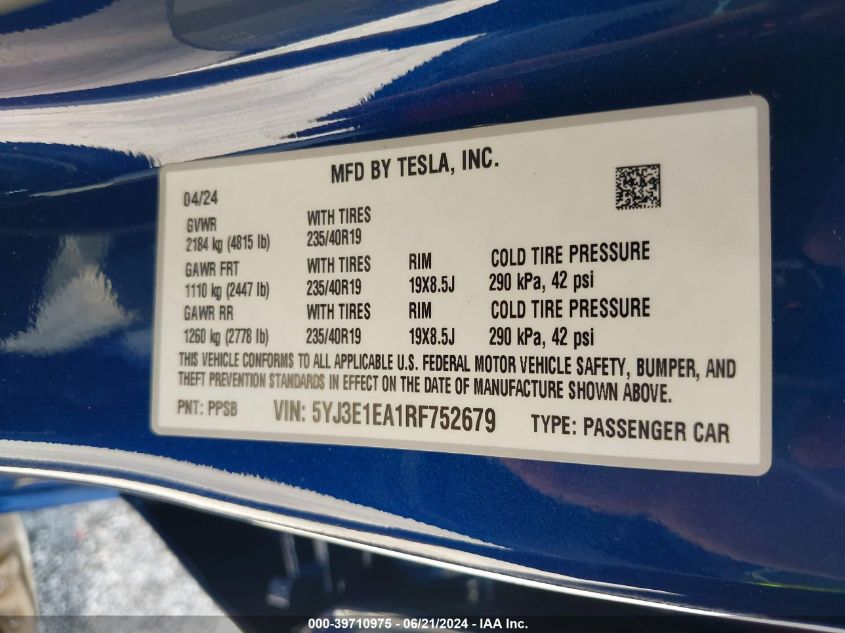 MFD BY TESLA, INC.
04/24
GVWR WITH TIRES
2184 kg (4815 lb) 235/40R19
GAWR FRT WITH TIRES RIM COLD TIRE PRESSURE
1110 kg (2447 lb) 235/40R19 19X8.5J 290 kPa, 42 psi
GAWR RR WITH TIRES RIM COLD TIRE PRESSURE
1260 kg (2778 lb) 235/40R19 19X8.5J 290 kPa, 42 psi
THIS VEHICLE CONFORMS TO ALL APPLICABLE U.S. FEDERAL MOTOR VEHICLE SAFETY, BUMPER, AND
THEFT PREVENTION STANDARDS IN EFFECT ON THE DATE OF MANUFACTURE SHOWN ABOVE.
PNT: PPSB VIN: 5YJ3E1EA1RF752679 TYPE: PASSENGER CAR
000-39710975 - 06/21/2024 - IAA Inc.